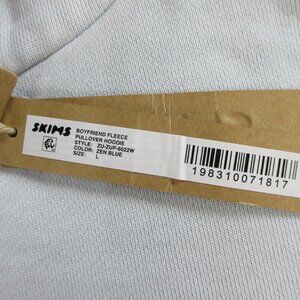 SKIMS
BOYFRIEND FLEECE
PULLOVER HOODIE
STYLE: ZU-ZUP-8022W
COLOR: ZEN BLUE
SIZE: L
198310071817